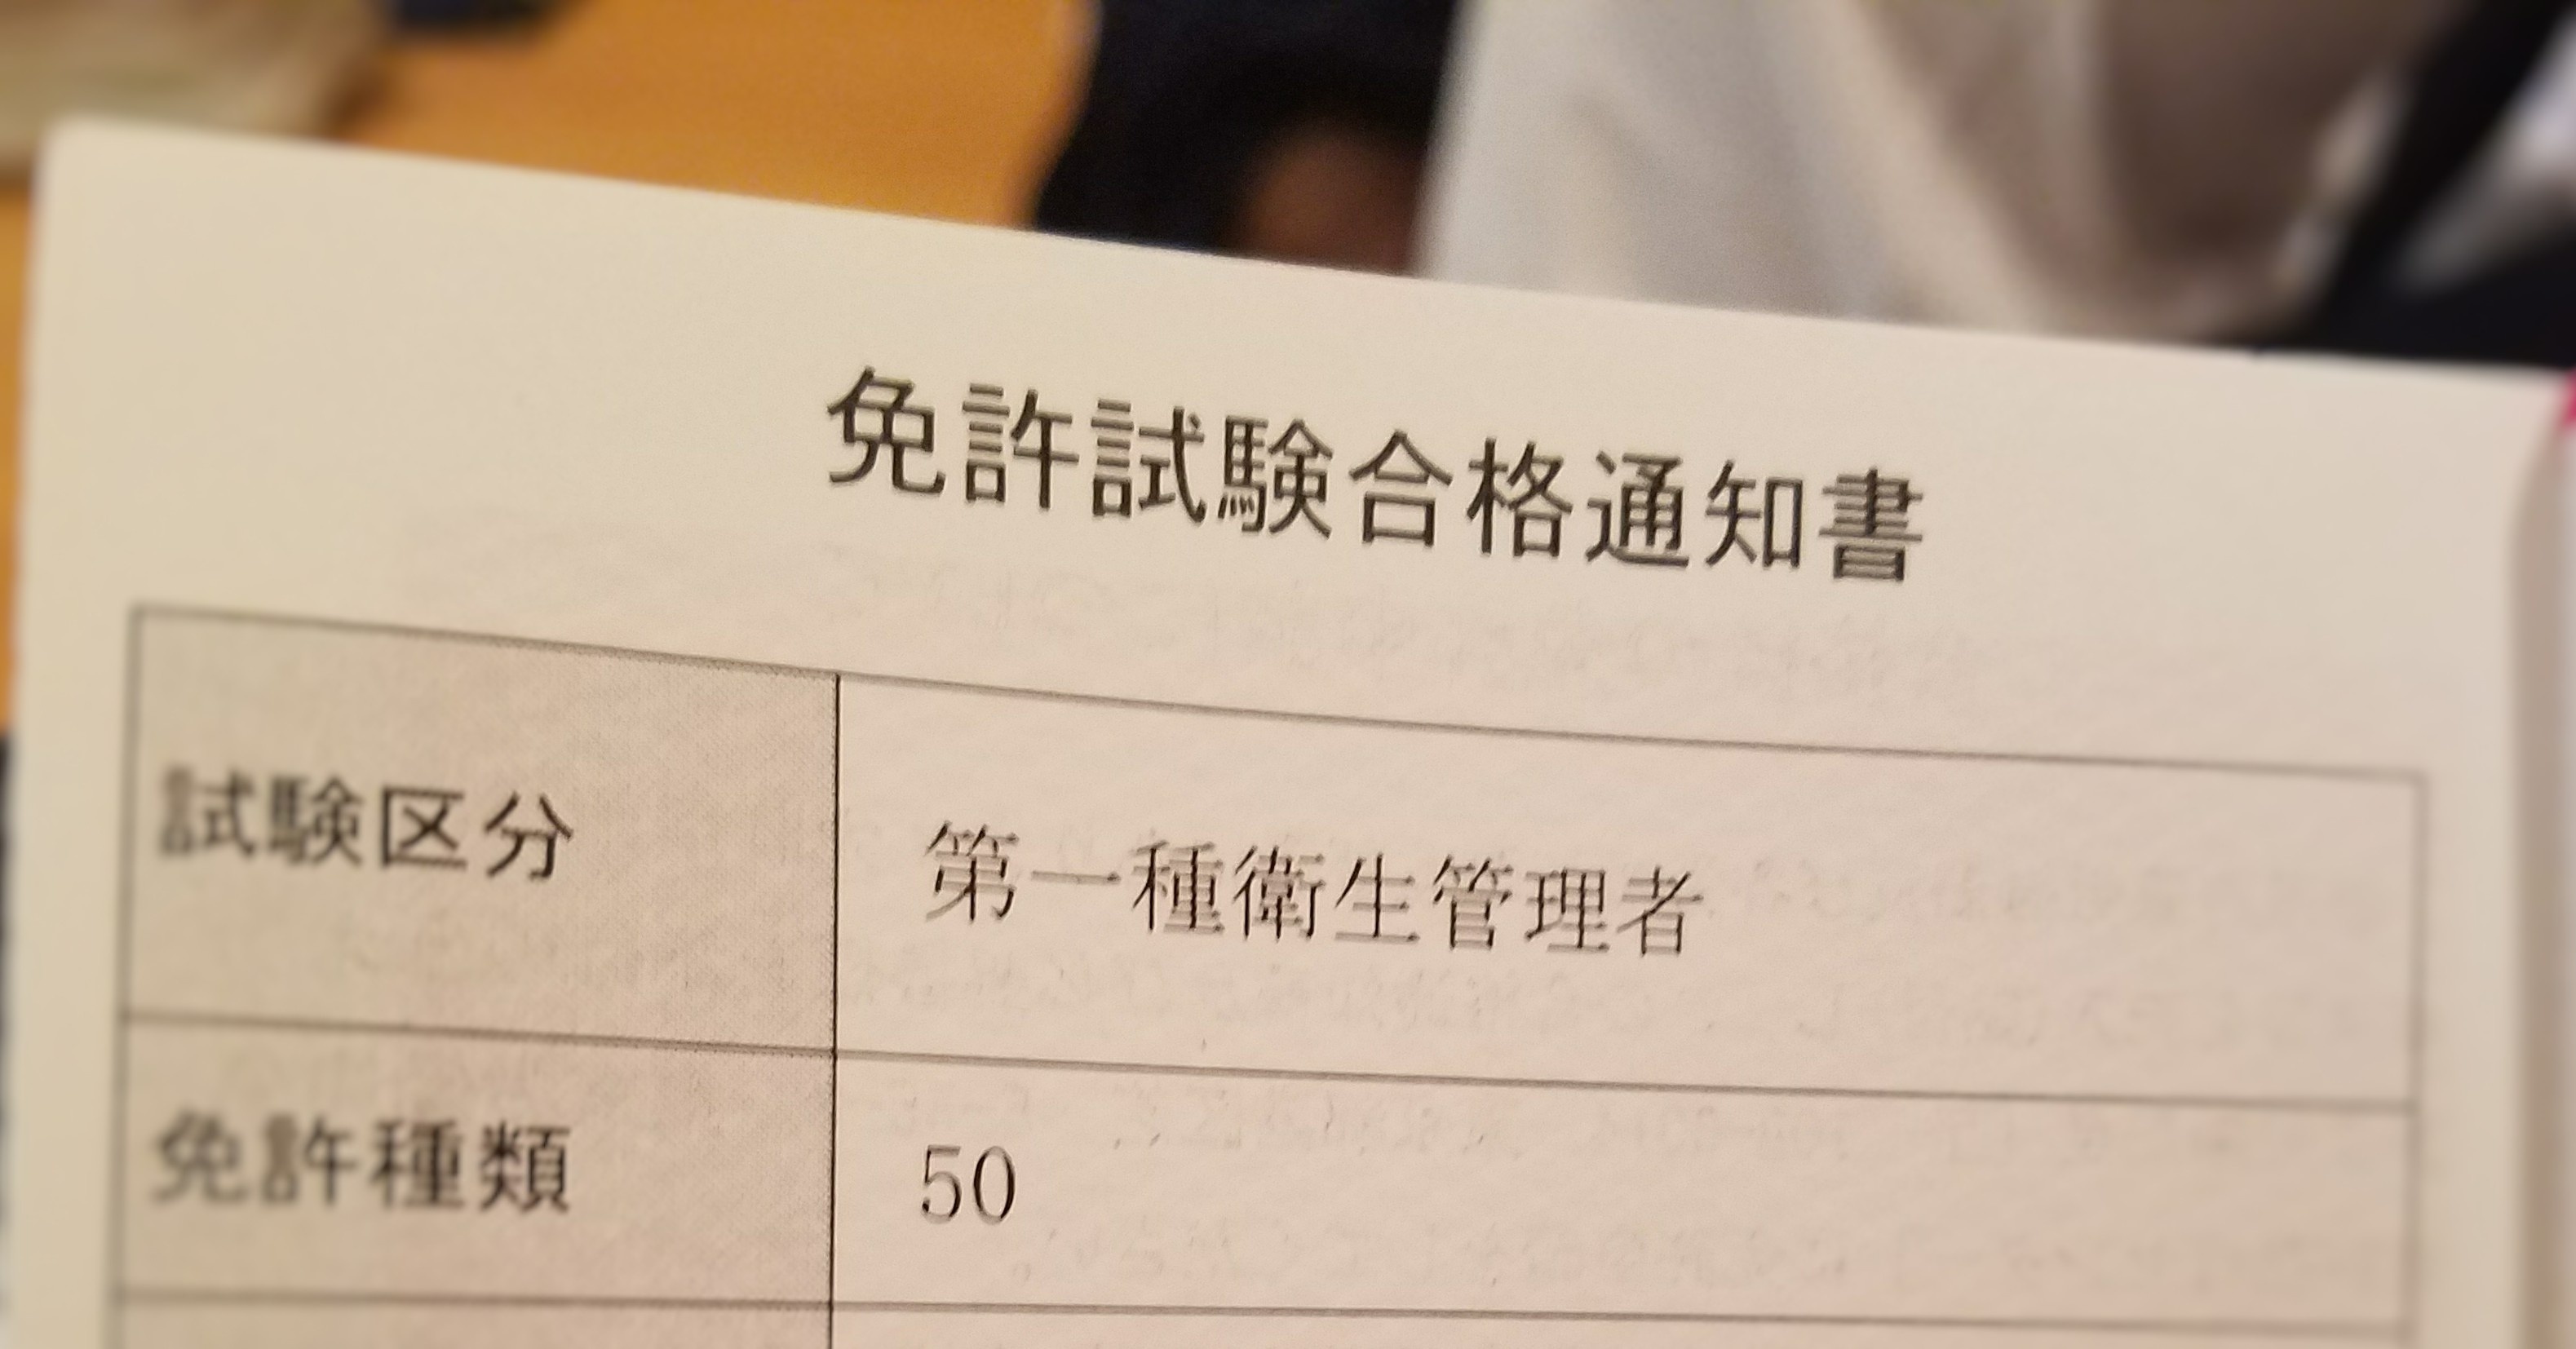 免許試験合格通知書
試験区分
第一種衛生管理者
免許種類
50